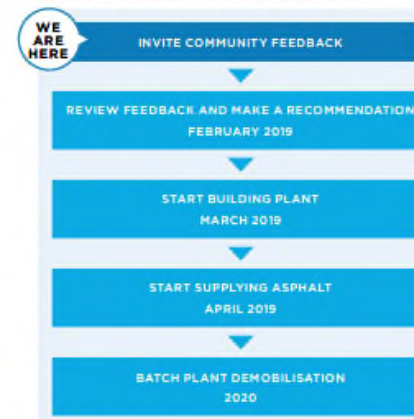 WE
ARE
HERE
INVITE COMMUNITY FEEDBACK
REVIEW FEEDBACK AND MAKE A RECOMMENDATION
FEBRUARY 2019
START BUILDING PLANT
MARCH 2019
START SUPPLYING ASPHALT
APRIL 2019
BATCH PLANT DEMOBILISATION
2020